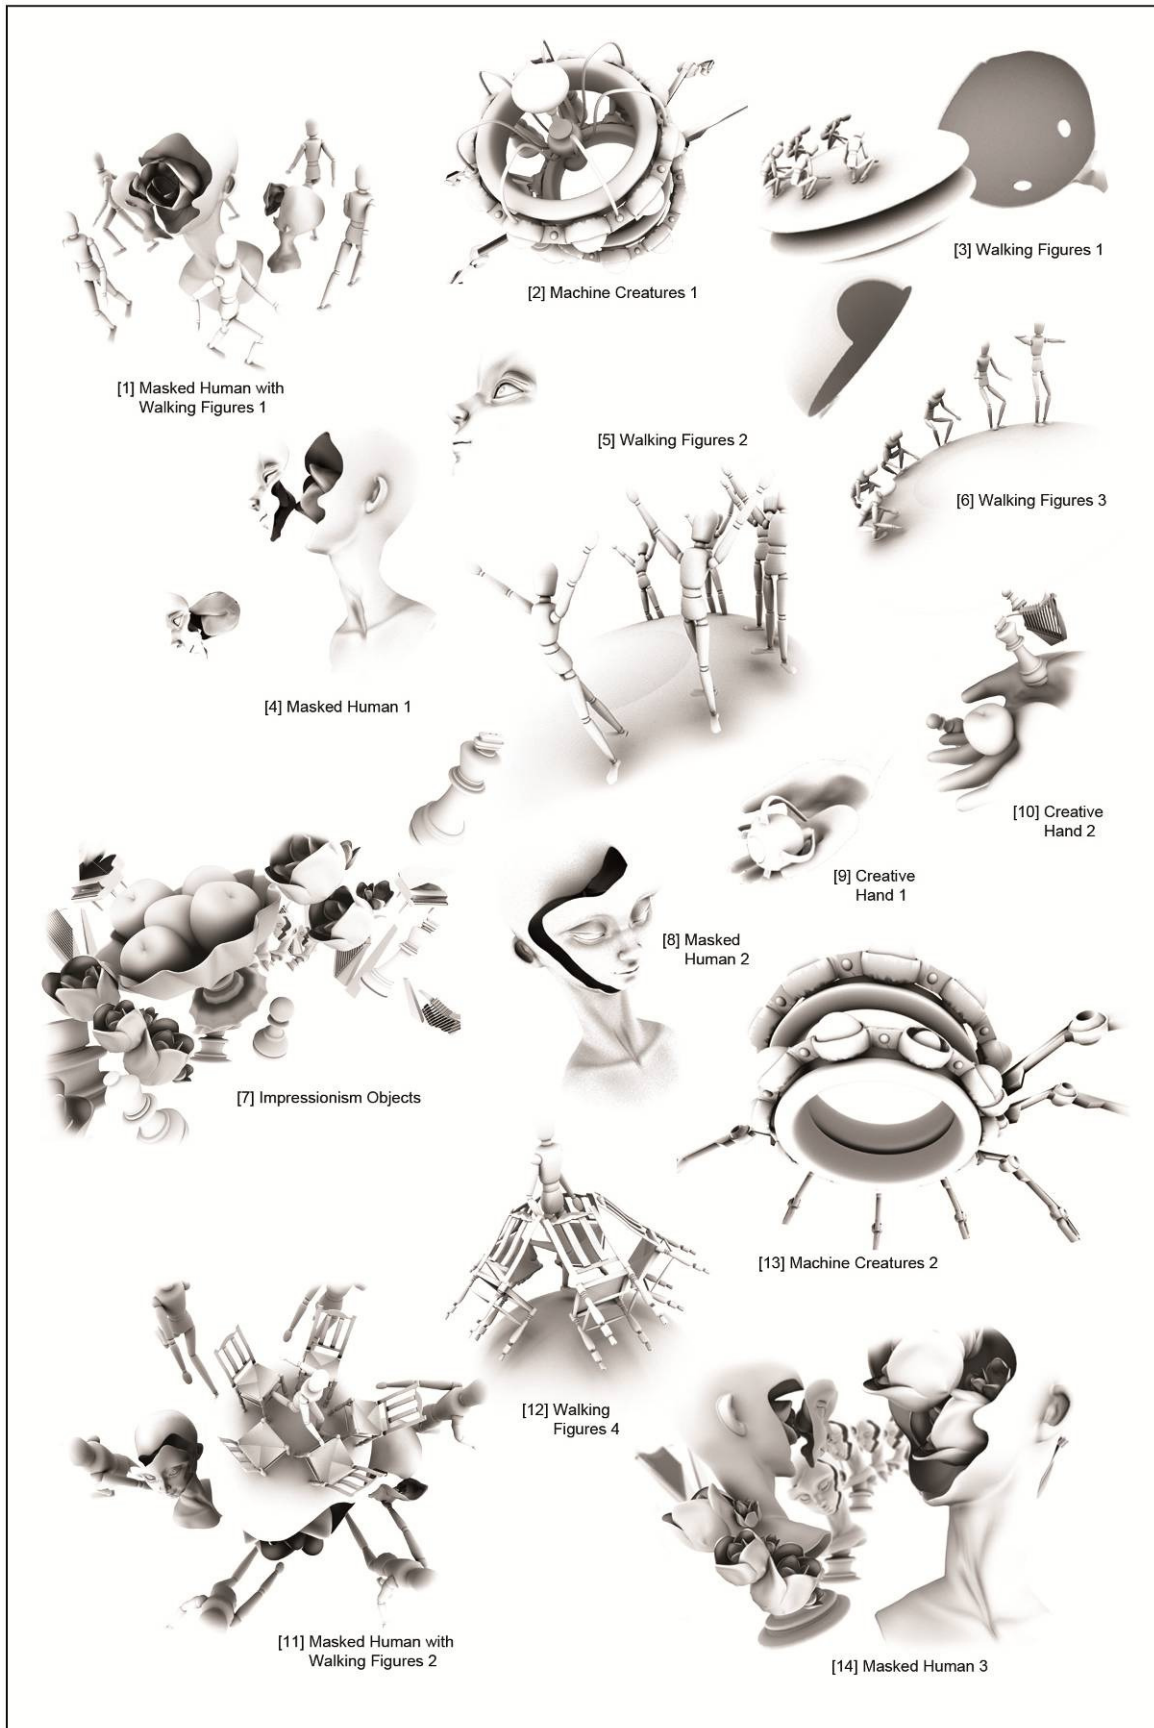 [1] Masked Human with
Walking Figures 1
[2] Machine Creatures 1
[3] Walking Figures 1
[4] Masked Human 1
[5] Walking Figures 2
[6] Walking Figures 3
[7] Impressionism Objects
[8] Masked
Human 2
[9] Creative
Hand 1
[10] Creative
Hand 2
[11] Masked Human with
Walking Figures 2
[12] Walking
Figures 4
[13] Machine Creatures 2
[14] Masked Human 3